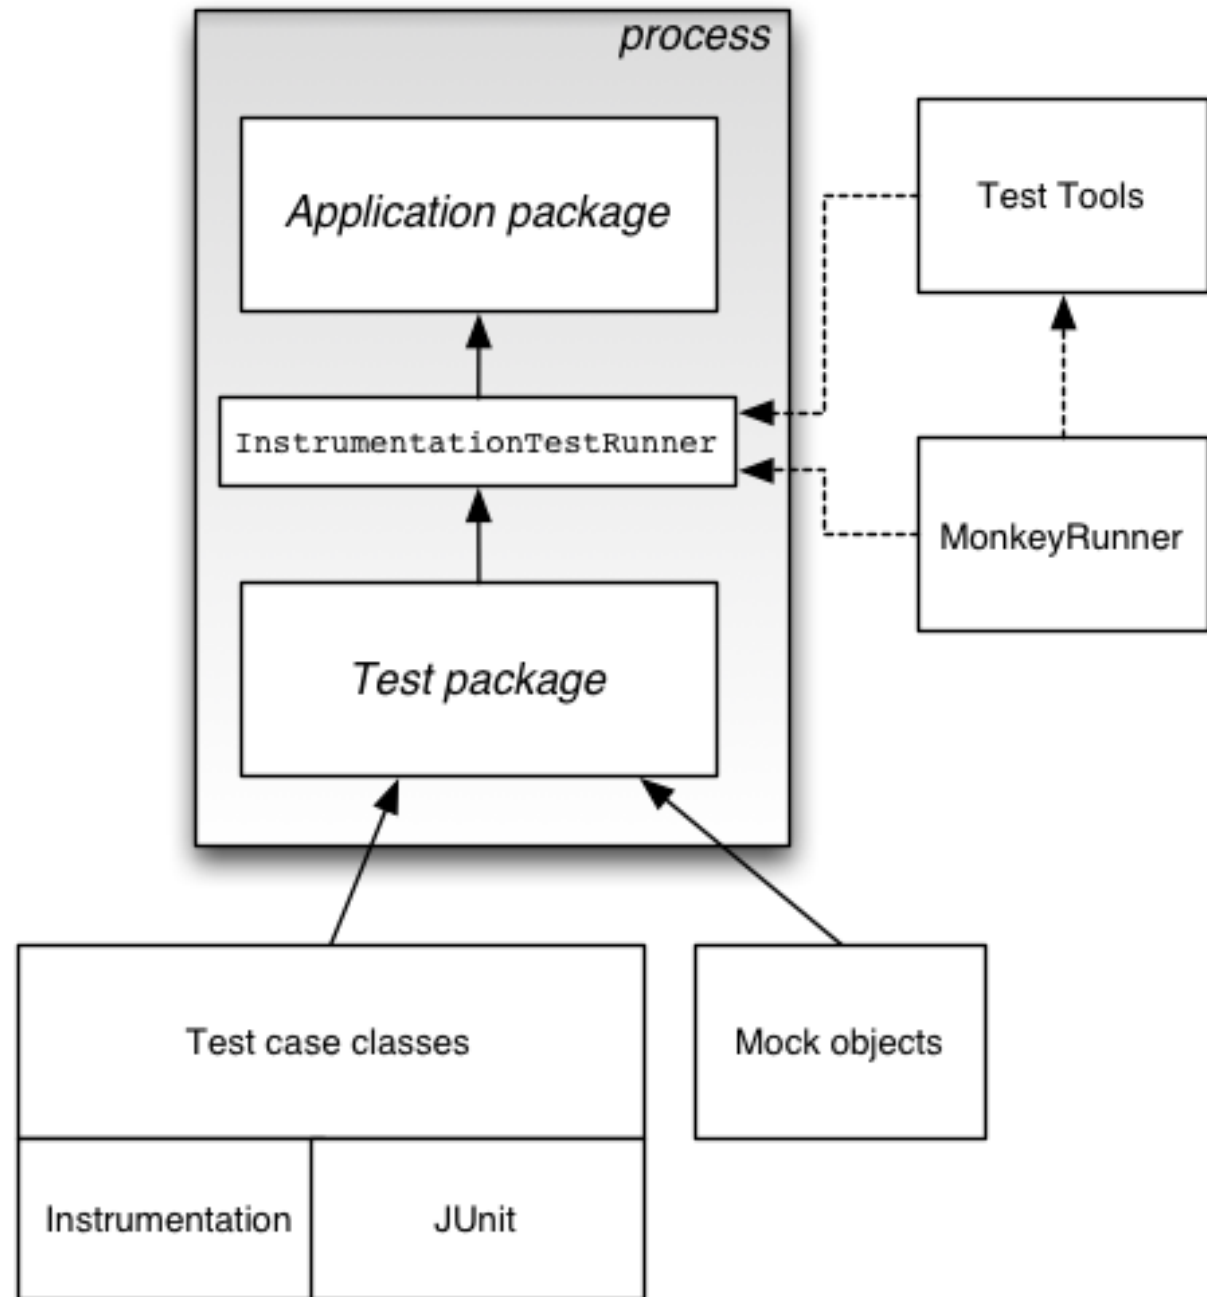 process
Application package
Test Tools
InstrumentationTestRunner
MonkeyRunner
Test package
Test case classes
Mock objects
Instrumentation
JUnit